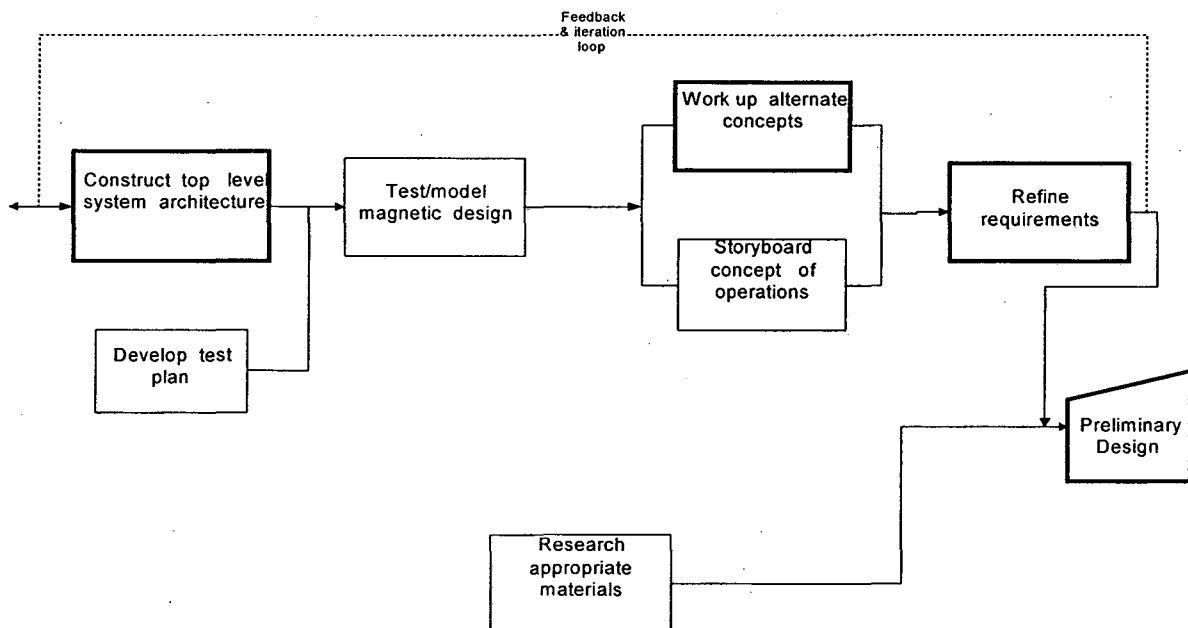 Feedback
& iteration
loop
Work up alternate
concepts
Construct top level
system architecture
Test/model
magnetic design
Refine
requirements
Storyboard
concept of
operations
Develop test
plan
Preliminary
Design
Research
appropriate
materials